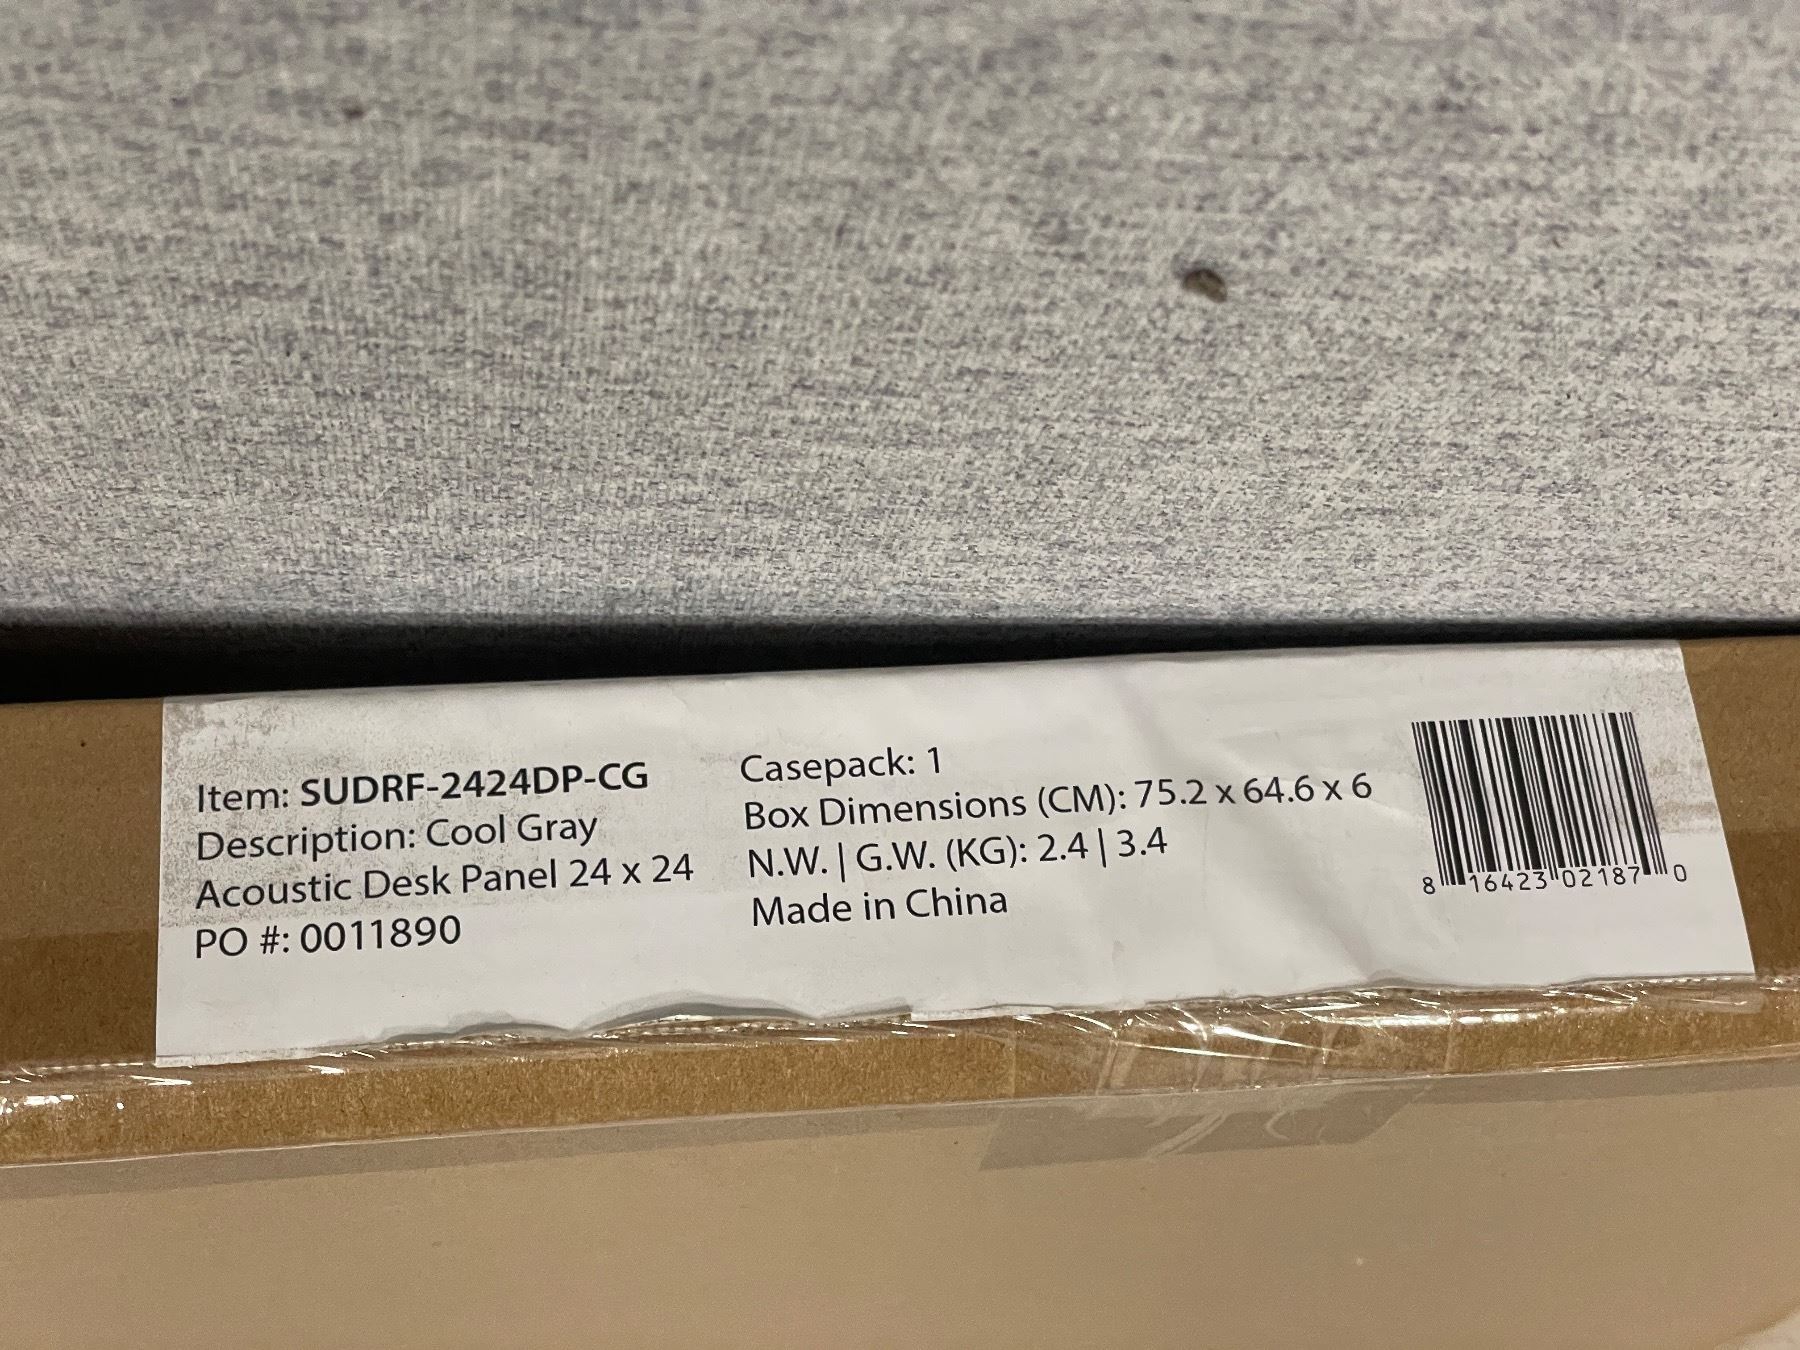 Item: SUDRF-2424DP-CG
Description: Cool Gray
Acoustic Desk Panel 24 x 24
PO #: 0011890
Casepack: 1
Box Dimensions (CM): 75.2 x 64.6 x 6
N.W. | G.W. (KG): 2.4 | 3.4
Made in China
8 16423 02187 0